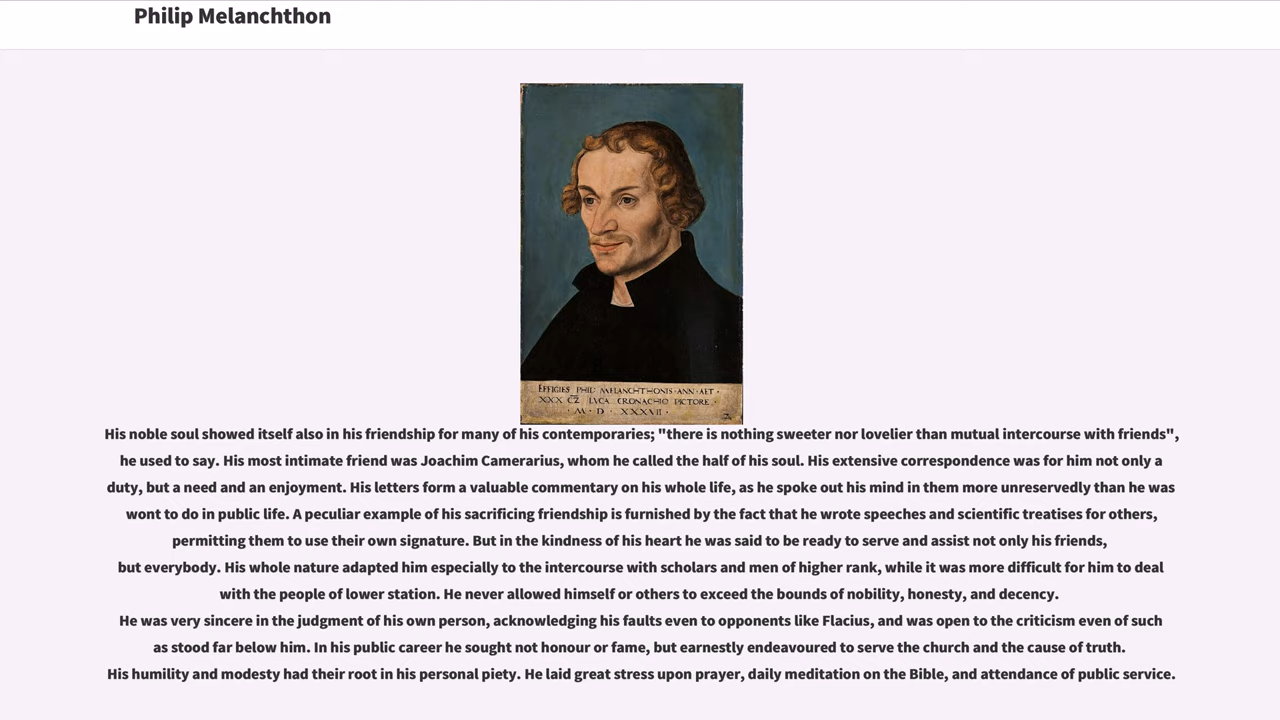 Philip Melanchthon
EFFIGIES PHIL: MELANCHTHONIS · ANN · AET ·
LVCA CRONACHIO PICTORE ·
· M · D · XXXVII ·
His noble soul showed itself also in his friendship for many of his contemporaries; "there is nothing sweeter nor lovelier than mutual intercourse with friends",
he used to say. His most intimate friend was Joachim Camerarius, whom he called the half of his soul. His extensive correspondence was for him not only a
duty, but a need and an enjoyment. His letters form a valuable commentary on his whole life, as he spoke out his mind in them more unreservedly than he was
wont to do in public life. A peculiar example of his sacrificing friendship is furnished by the fact that he wrote speeches and scientific treatises for others,
permitting them to use their own signature. But in the kindness of his heart he was said to be ready to serve and assist not only his friends,
but everybody. His whole nature adapted him especially to the intercourse with scholars and men of higher rank, while it was more difficult for him to deal
with the people of lower station. He never allowed himself or others to exceed the bounds of nobility, honesty, and decency.
He was very sincere in the judgment of his own person, acknowledging his faults even to opponents like Flacius, and was open to the criticism even of such
as stood far below him. In his public career he sought not honour or fame, but earnestly endeavoured to serve the church and the cause of truth.
His humility and modesty had their root in his personal piety. He laid great stress upon prayer, daily meditation on the Bible, and attendance of public service.